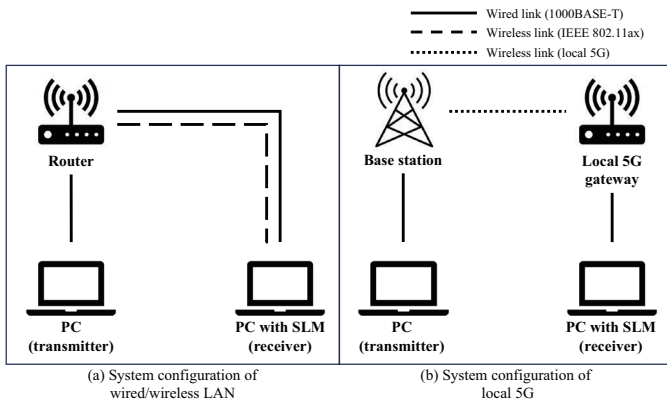 Wired link (1000BASE-T)
Wireless link (IEEE 802.11ax)
Wireless link (local 5G)
Router
PC
(transmitter)
PC with SLM
(receiver)
(a) System configuration of
wired/wireless LAN
Base station
Local 5G
gateway
PC
(transmitter)
PC with SLM
(receiver)
(b) System configuration of
local 5G